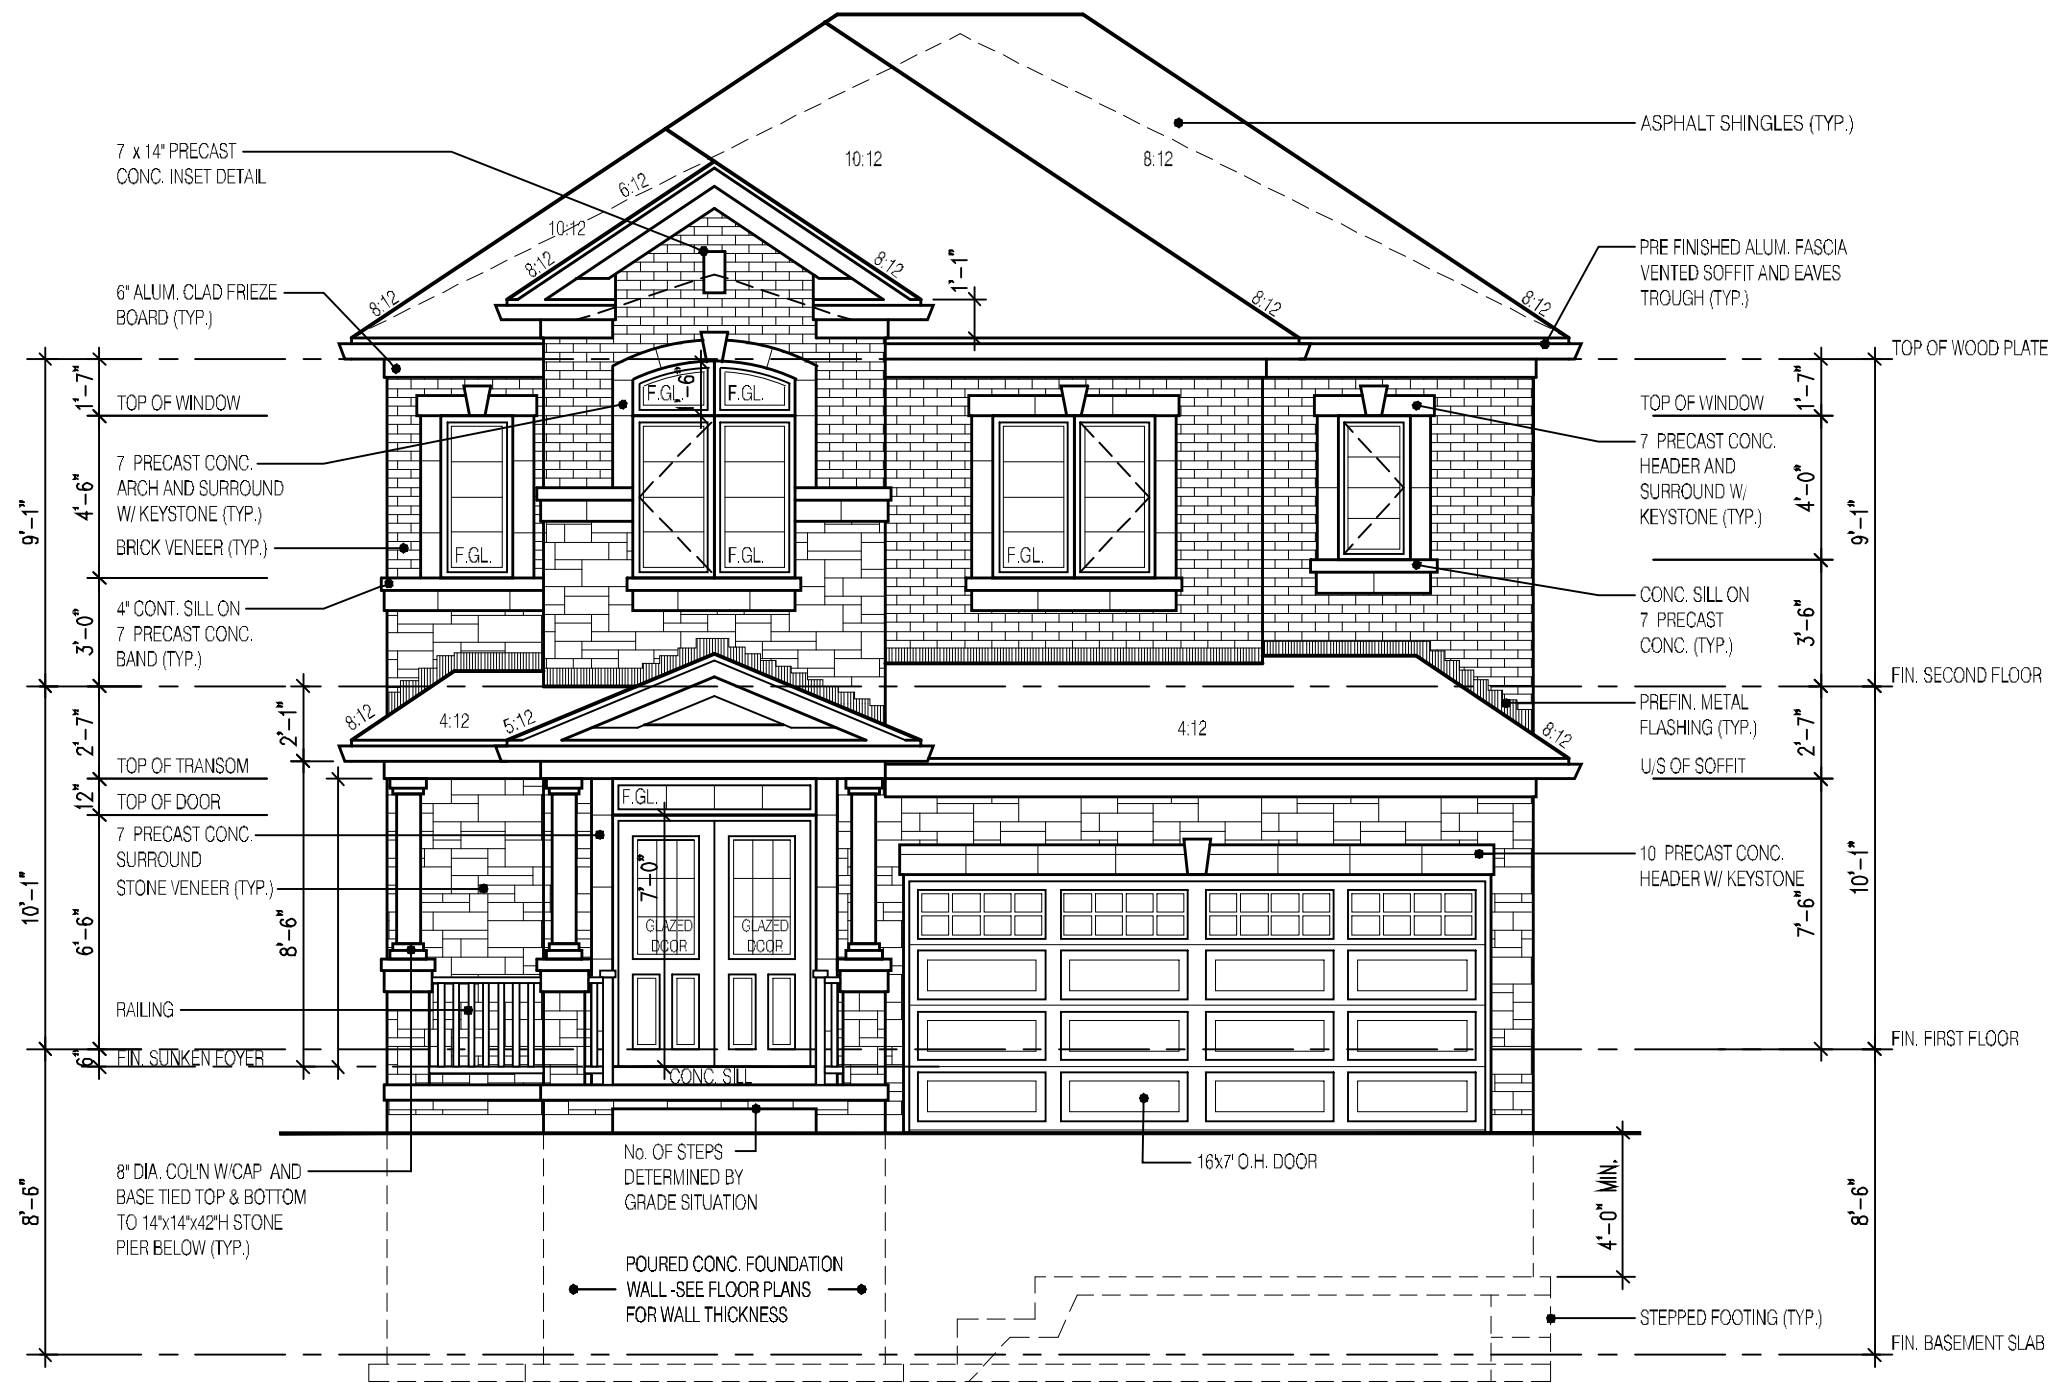 ASPHALT SHINGLES (TYP.)
7 x 14" PRECAST
CONC. INSET DETAIL
10:12
8:12
6:12
10:12
8:12
8:12
8:12
8:12
8:12
1'-1"
PRE FINISHED ALUM. FASCIA
VENTED SOFFIT AND EAVES
TROUGH (TYP.)
6" ALUM. CLAD FRIEZE
BOARD (TYP.)
TOP OF WOOD PLATE
1'-7"
TOP OF WINDOW
F.GL.
1'-6"
F.GL.
TOP OF WINDOW
1'-7"
7 PRECAST CONC.
ARCH AND SURROUND
W/ KEYSTONE (TYP.)
BRICK VENEER (TYP.)
4'-6"
9'-1"
F.GL.
F.GL.
F.GL.
7 PRECAST CONC.
HEADER AND
SURROUND W/
KEYSTONE (TYP.)
4'-0"
9'-1"
4" CONT. SILL ON
7 PRECAST CONC.
BAND (TYP.)
3'-0"
CONC. SILL ON
7 PRECAST
CONC. (TYP.)
3'-6"
FIN. SECOND FLOOR
PREFIN. METAL
FLASHING (TYP.)
2'-7"
2'-1"
8:12
4:12
5:12
4:12
8:12
2'-7"
TOP OF TRANSOM
U/S OF SOFFIT
12"
TOP OF DOOR
F.GL.
7 PRECAST CONC.
SURROUND
STONE VENEER (TYP.)
10'-1"
6'-6"
8'-6"
7'-0"
GLAZED
DOOR
GLAZED
DOOR
10 PRECAST CONC.
HEADER W/ KEYSTONE
7'-6"
10'-1"
RAILING
FIN. FIRST FLOOR
6"
FIN. SUNKEN FOYER
CONC. SILL
No. OF STEPS
DETERMINED BY
GRADE SITUATION
16'x7' O.H. DOOR
8" DIA. COL'N W/CAP AND
BASE TIED TOP & BOTTOM
TO 14"x14"x42"H STONE
PIER BELOW (TYP.)
8'-6"
4'-0" MIN.
8'-6"
POURED CONC. FOUNDATION
WALL -SEE FLOOR PLANS
FOR WALL THICKNESS
STEPPED FOOTING (TYP.)
FIN. BASEMENT SLAB